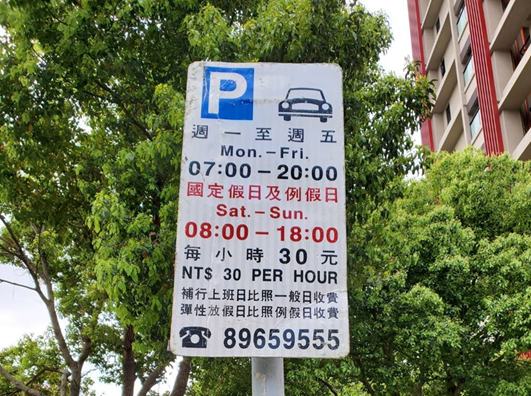 P
週一至週五
Mon.–Fri.
07:00–20:00
國定假日及例假日
Sat.–Sun.
08:00–18:00
每小時30元
NT$ 30 PER HOUR
補行上班日比照一般日收費
彈性放假日比照例假日收費
89659555